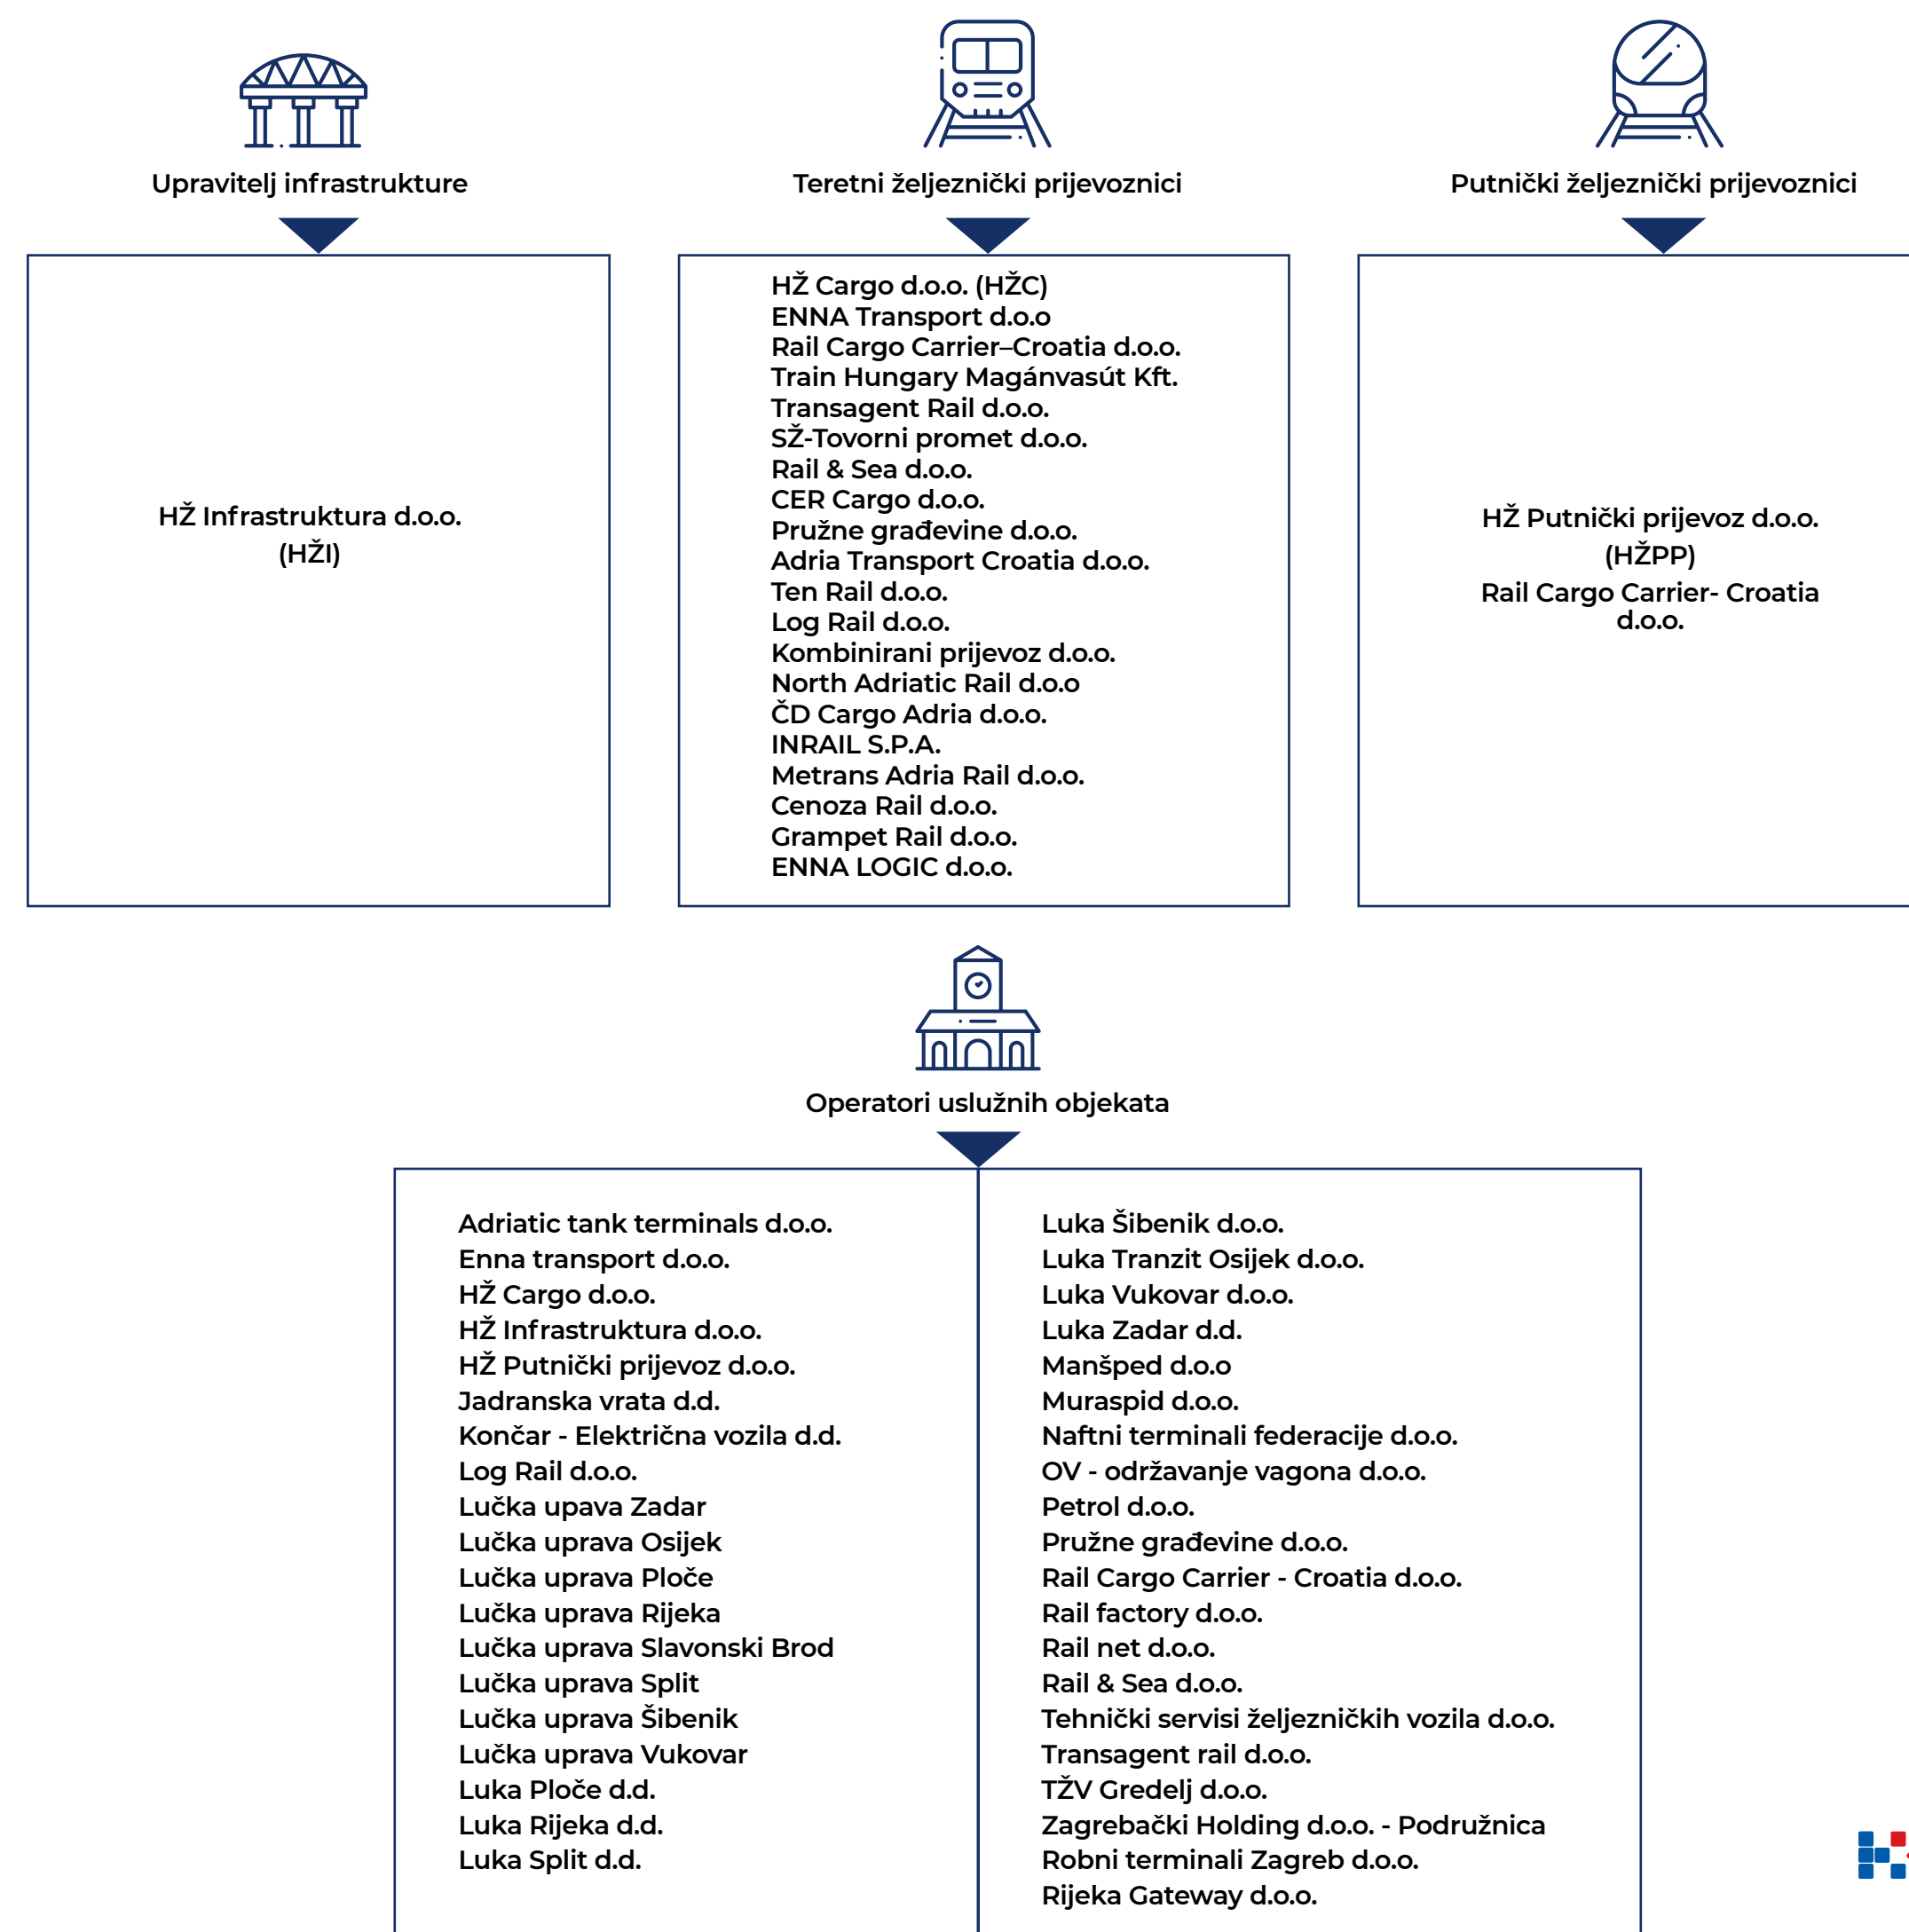 Upravitelj infrastrukture
HŽ Infrastruktura d.o.o.
(HŽI)
Teretni željeznički prijevoznici
HŽ Cargo d.o.o. (HŽC)
ENNA Transport d.o.o
Rail Cargo Carrier–Croatia d.o.o.
Train Hungary Magánvasút Kft.
Transagent Rail d.o.o.
SŽ-Tovorni promet d.o.o.
Rail & Sea d.o.o.
CER Cargo d.o.o.
Pružne građevine d.o.o.
Adria Transport Croatia d.o.o.
Ten Rail d.o.o.
Log Rail d.o.o.
Kombinirani prijevoz d.o.o.
North Adriatic Rail d.o.o
ČD Cargo Adria d.o.o.
INRAIL S.P.A.
Metrans Adria Rail d.o.o.
Cenoza Rail d.o.o.
Grampet Rail d.o.o.
ENNA LOGIC d.o.o.
Putnički željeznički prijevoznici
HŽ Putnički prijevoz d.o.o.
(HŽPP)
Rail Cargo Carrier- Croatia
d.o.o.
Operatori uslužnih objekata
Adriatic tank terminals d.o.o.
Enna transport d.o.o.
HŽ Cargo d.o.o.
HŽ Infrastruktura d.o.o.
HŽ Putnički prijevoz d.o.o.
Jadranska vrata d.d.
Končar - Električna vozila d.d.
Log Rail d.o.o.
Lučka upava Zadar
Lučka uprava Osijek
Lučka uprava Ploče
Lučka uprava Rijeka
Lučka uprava Slavonski Brod
Lučka uprava Split
Lučka uprava Šibenik
Lučka uprava Vukovar
Luka Ploče d.d.
Luka Rijeka d.d.
Luka Split d.d.
Luka Šibenik d.o.o.
Luka Tranzit Osijek d.o.o.
Luka Vukovar d.o.o.
Luka Zadar d.d.
Manšped d.o.o
Muraspid d.o.o.
Naftni terminali federacije d.o.o.
OV - održavanje vagona d.o.o.
Petrol d.o.o.
Pružne građevine d.o.o.
Rail Cargo Carrier - Croatia d.o.o.
Rail factory d.o.o.
Rail net d.o.o.
Rail & Sea d.o.o.
Tehnički servisi željezničkih vozila d.o.o.
Transagent rail d.o.o.
TŽV Gredelj d.o.o.
Zagrebački Holding d.o.o. - Podružnica
Robni terminali Zagreb d.o.o.
Rijeka Gateway d.o.o.